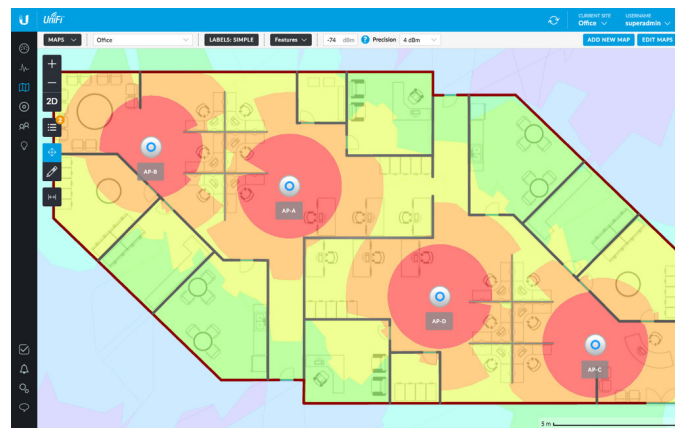 UniFi
CURRENT SITE
Office
USERNAME
superadmin
MAPS
Office
LABELS: SIMPLE
Features
-74 dBm
? Precision
4 dBm
ADD NEW MAP
EDIT MAPS
+
−
2D
2
AP-B
AP-A
AP-D
AP-C
5 m